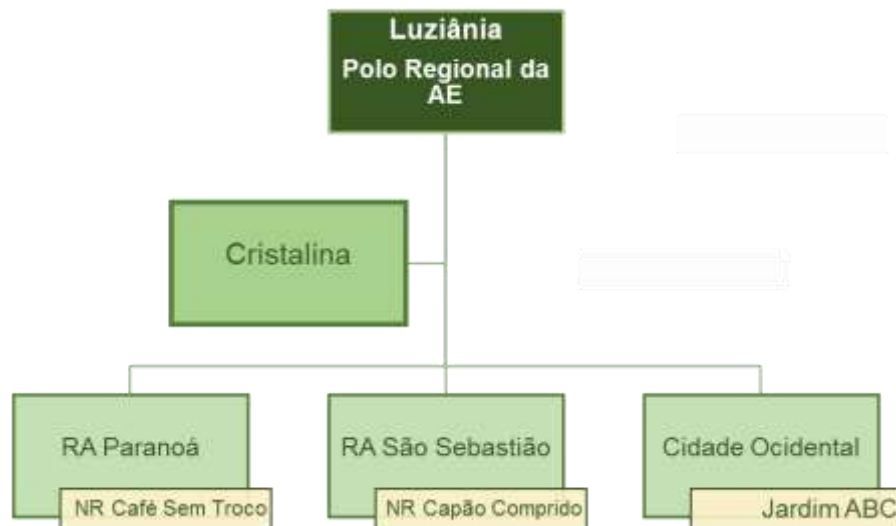 Luziânia
Polo Regional da
AE
Cristalina
RA Paranoá
RA São Sebastião
Cidade Ocidental
NR Café Sem Troco
NR Capão Comprido
Jardim ABC